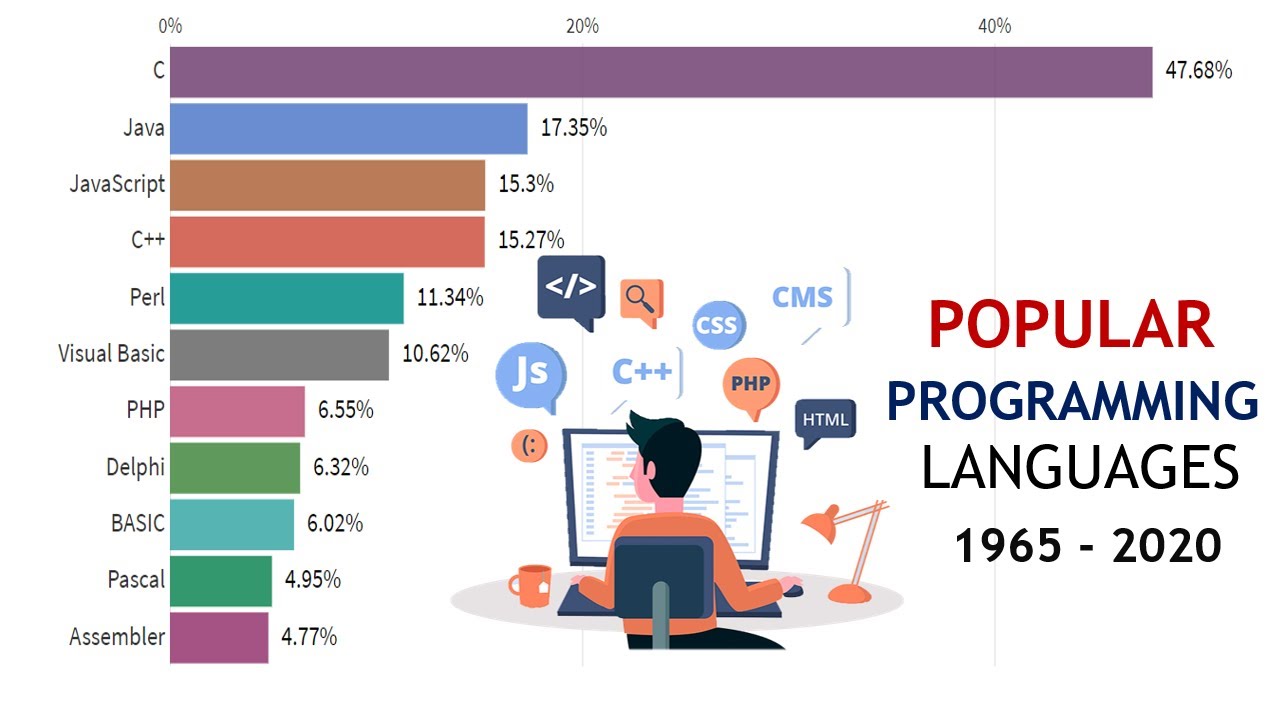 0% 20% 40%
C 47.68%
Java 17.35%
JavaScript 15.3%
C++ 15.27%
Perl 11.34%
Visual Basic 10.62%
PHP 6.55%
Delphi 6.32%
BASIC 6.02%
Pascal 4.95%
Assembler 4.77%
</>
CMS
CSS
Js
C++
PHP
HTML
(:
POPULAR
PROGRAMMING
LANGUAGES
1965 - 2020